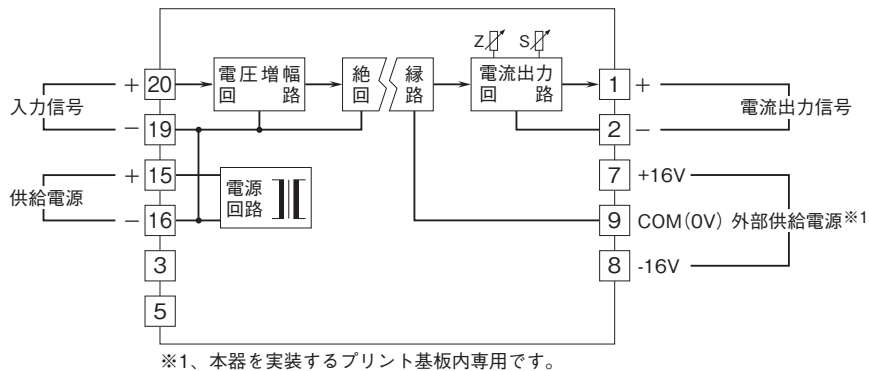 Z S
+ 20 電圧増幅回路 絶縁回路 電流出力回路 1 +
入力信号 電流出力信号
− 19 2 −
+ 15 7 +16V
供給電源 電源回路
− 16 9 COM(0V) 外部供給電源※1
3 8 -16V
5
※1、本器を実装するプリント基板内専用です。